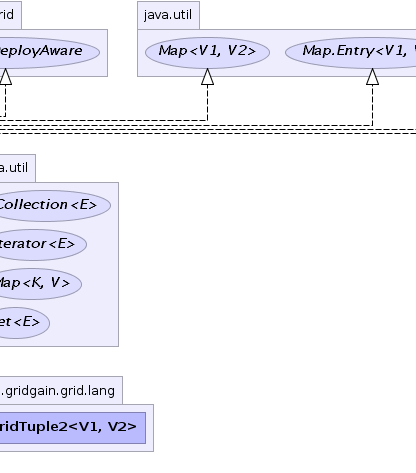 rid
java.util
eployAware
Map<V1, V2>
Map.Entry<V1, V
a.util
Collection<E>
terator<E>
Map<K, V>
et<E>
.gridgain.grid.lang
ridTuple2<V1, V2>